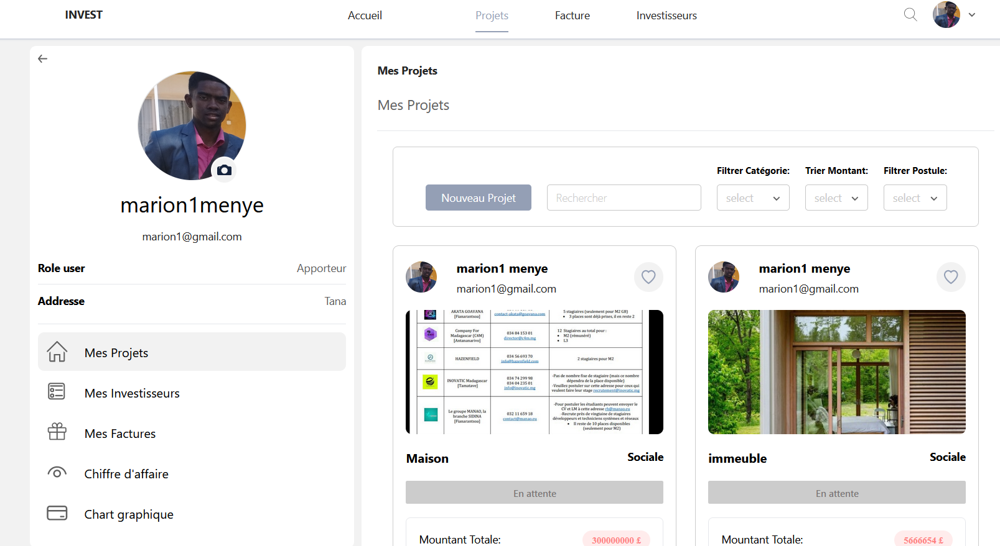 INVEST
Accueil
Projets
Facture
Investisseurs
marion1menye
marion1@gmail.com
Role user
Apporteur
Addresse
Tana
Mes Projets
Mes Investisseurs
Mes Factures
Chiffre d'affaire
Chart graphique
Mes Projets
Mes Projets
Nouveau Projet
Rechercher
Filtrer Catégorie:
select
Trier Montant:
select
Filtrer Postule:
select
marion1 menye
marion1@gmail.com
AKATA GOAVANA
[Fianarantsoa]
contact-akata@goavana.com
5 stagiaires (seulement pour M2 GB)
• 3 places sont déjà prises, il en reste 2
Company For
Madagascar (C4M)
[Antananarivo]
034 84 153 01
director@c4m.mg
12 Stagiaires au total pour :
• M2 (rémunéré)
• L3
HAZENFIELD
034 56 693 70
info@hazenfield.com
2 stagiaires pour M2
INOVATIC Madagascar
[Tamatave]
034 74 299 98
034 04 235 01
info@inovatic.mg
-Pas de nombre fixe de stagiaire (mais ce nombre
dépendra de la place disponible)
-Veuillez postuler sur cette adresse pour ceux qui
veulent faire leur stage recrutement@inovatic.mg
Le groupe MANAO, la
branche SIDINA
[Fianarantsoa]
032 11 659 18
contact@manao.eu
-Pour postuler les étudiants peuvent envoyer le
CV et LM à cette adresse rh@manao.eu
-Recrute près de vingtaine de stagiaires
développeurs et techniciens systèmes et réseaux
• Il reste de 10 places disponibles
(seulement pour M2)
Maison
Sociale
En attente
Mountant Totale:
300000000 £
marion1 menye
marion1@gmail.com
immeuble
Sociale
En attente
Mountant Totale:
5666654 £